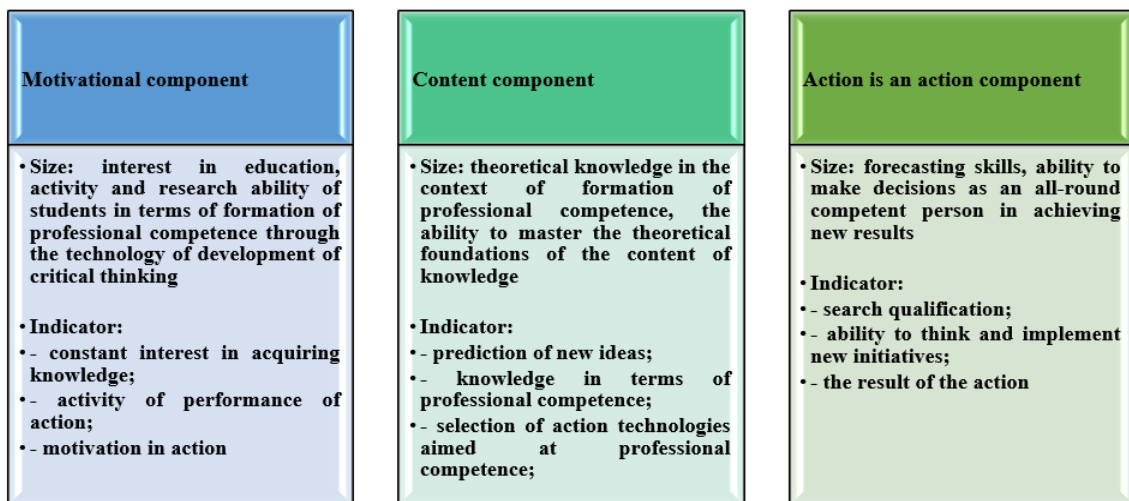 Motivational component
• Size: interest in education,
activity and research ability of
students in terms of formation of
professional competence through
the technology of development of
critical thinking
• Indicator:
• - constant interest in acquiring
knowledge;
• - activity of performance of
action;
• - motivation in action
Content component
• Size: theoretical knowledge in the
context of formation of
professional competence, the
ability to master the theoretical
foundations of the content of
knowledge
• Indicator:
• - prediction of new ideas;
• - knowledge in terms of
professional competence;
• - selection of action technologies
aimed at professional
competence;
Action is an action component
• Size: forecasting skills, ability to
make decisions as an all-round
competent person in achieving
new results
• Indicator:
• - search qualification;
• - ability to think and implement
new initiatives;
• - the result of the action